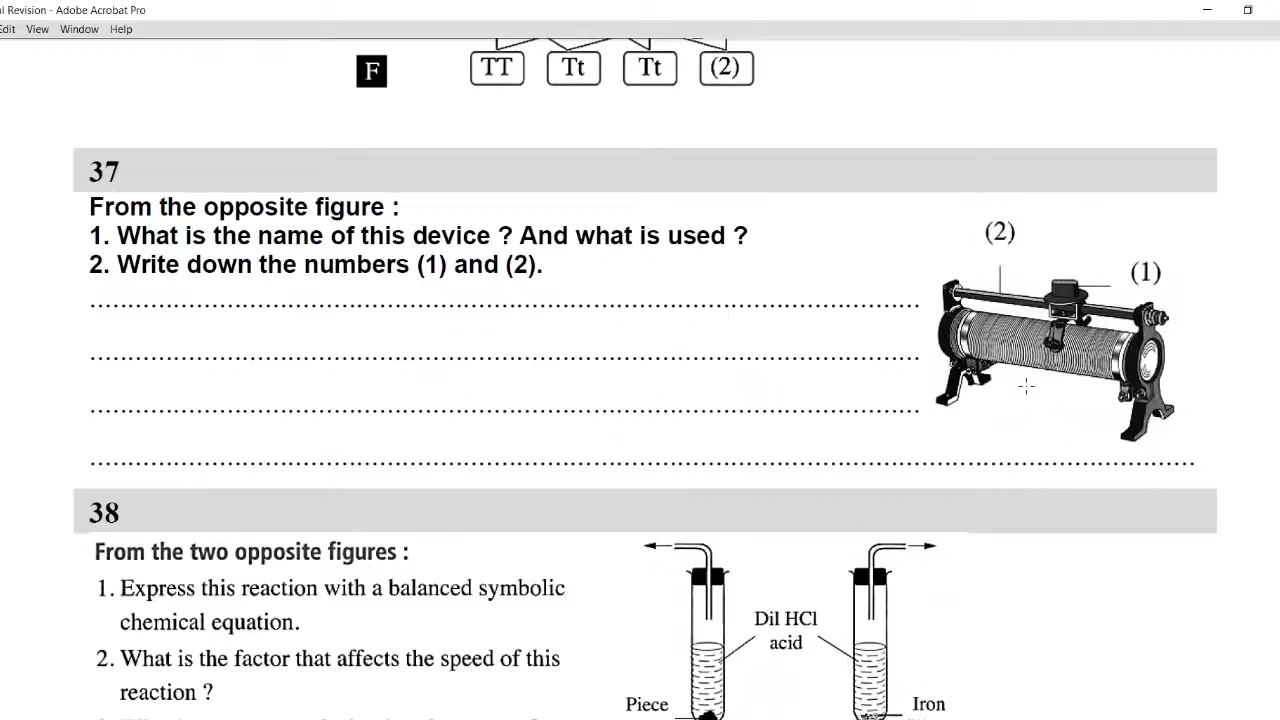 al Revision - Adobe Acrobat Pro
Edit View Window Help
F TT Tt Tt (2)
37
From the opposite figure :
1. What is the name of this device ? And what is used ?
2. Write down the numbers (1) and (2).
(2)
(1)
38
From the two opposite figures :
1. Express this reaction with a balanced symbolic
chemical equation.
2. What is the factor that affects the speed of this
reaction ?
Dil HCl
acid
Piece
Iron